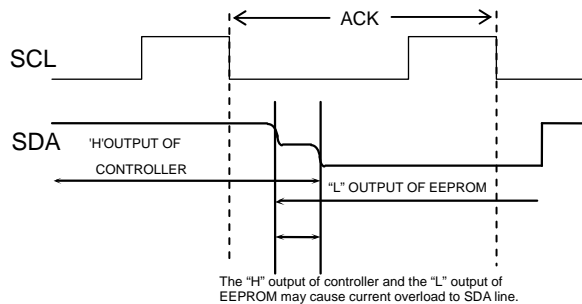 ACK
SCL
SDA
'H'OUTPUT OF
CONTROLLER
“L” OUTPUT OF EEPROM
The “H” output of controller and the “L” output of
EEPROM may cause current overload to SDA line.